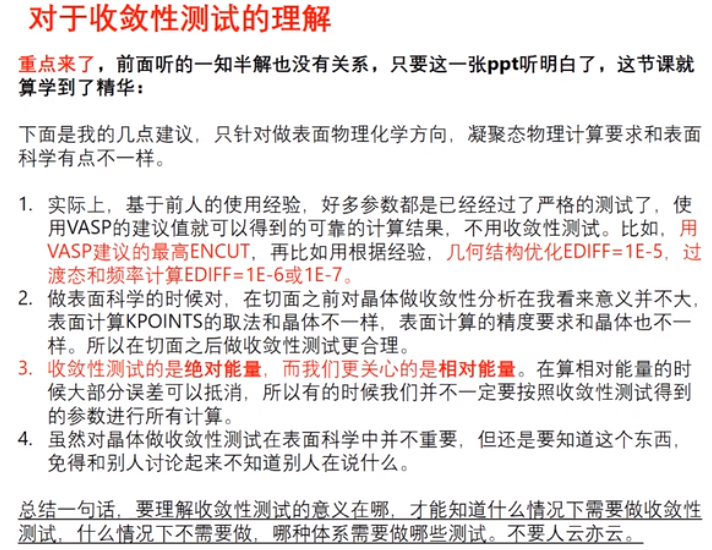 对于收敛性测试的理解
重点来了，前面听的一知半解也没有关系，只要这一张ppt听明白了，这节课就
算学到了精华：
下面是我的几点建议，只针对做表面物理化学方向，凝聚态物理计算要求和表面
科学有点不一样。
1. 实际上，基于前人的使用经验，好多参数都是已经经过了严格的测试了，使
用VASP的建议值就可以得到的可靠的计算结果，不用收敛性测试。比如，用
VASP建议的最高ENCUT，再比如用根据经验，几何结构优化EDIFF=1E-5，过
渡态和频率计算EDIFF=1E-6或1E-7。
2. 做表面科学的时候对，在切面之前对晶体做收敛性分析在我看来意义并不大，
表面计算KPOINTS的取法和晶体不一样，表面计算的精度要求和晶体也不一
样。所以在切面之后做收敛性测试更合理。
3. 收敛性测试的是绝对能量，而我们更关心的是相对能量。在算相对能量的时
候大部分误差可以抵消，所以有的时候我们并不一定要按照收敛性测试得到
的参数进行所有计算。
4. 虽然对晶体做收敛性测试在表面科学中并不重要，但还是要知道这个东西，
免得和别人讨论起来不知道别人在说什么。
总结一句话，要理解收敛性测试的意义在哪，才能知道什么情况下需要做收敛性
测试，什么情况下不需要做，哪种体系需要做哪些测试。不要人云亦云。